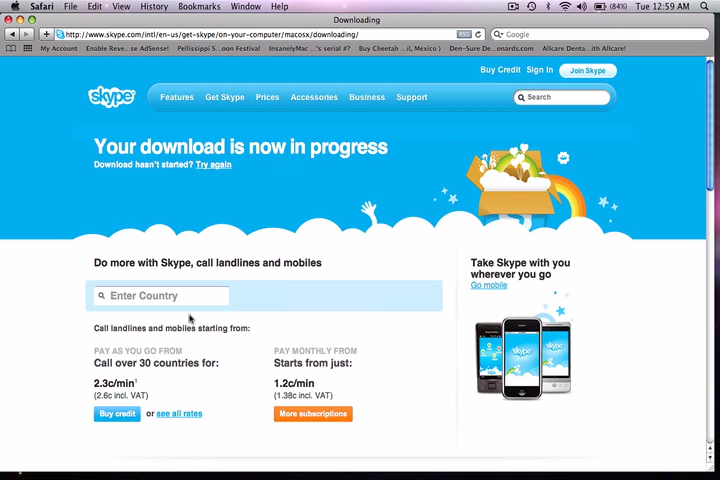 Safari File Edit View History Bookmarks Window Help (84%) Tue 12:59 AM
Downloading
http://www.skype.com/intl/en-us/get-skype/on-your-computer/macosx/downloading/ RSS Google
My Account Enable Reve...se AdSense! Pellissippi S...oon Festival InsanelyMac ...'s serial#? Buy Cheetah ...l, Mexico ) Den-Sure De...onards.com Allcare Denta...ith Allcare!
Buy Credit Sign In Join Skype
skype Features Get Skype Prices Accessories Business Support Search
Your download is now in progress
Download hasn't started? Try again
Do more with Skype, call landlines and mobiles
Enter Country
Call landlines and mobiles starting from:
PAY AS YOU GO FROM
Call over 30 countries for:
2.3c/min¹
(2.6c incl. VAT)
Buy credit or see all rates
PAY MONTHLY FROM
Starts from just:
1.2c/min
(1.38c incl. VAT)
More subscriptions
Take Skype with you
wherever you go
Go mobile
skype